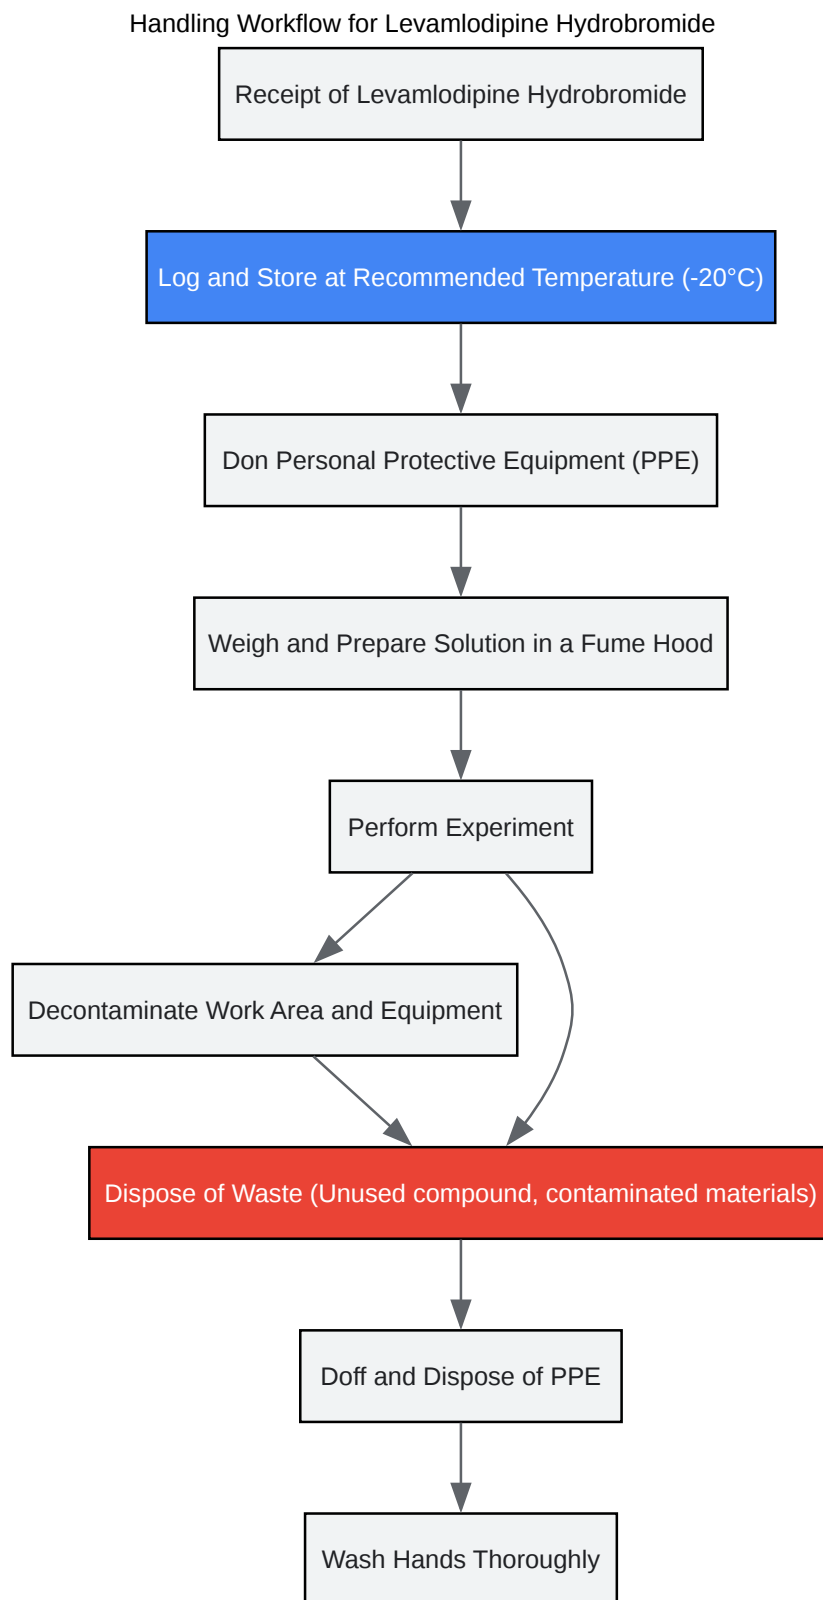 Handling Workflow for Levamlodipine Hydrobromide
Receipt of Levamlodipine Hydrobromide
Log and Store at Recommended Temperature (-20°C)
Don Personal Protective Equipment (PPE)
Weigh and Prepare Solution in a Fume Hood
Perform Experiment
Decontaminate Work Area and Equipment
Dispose of Waste (Unused compound, contaminated materials)
Doff and Dispose of PPE
Wash Hands Thoroughly